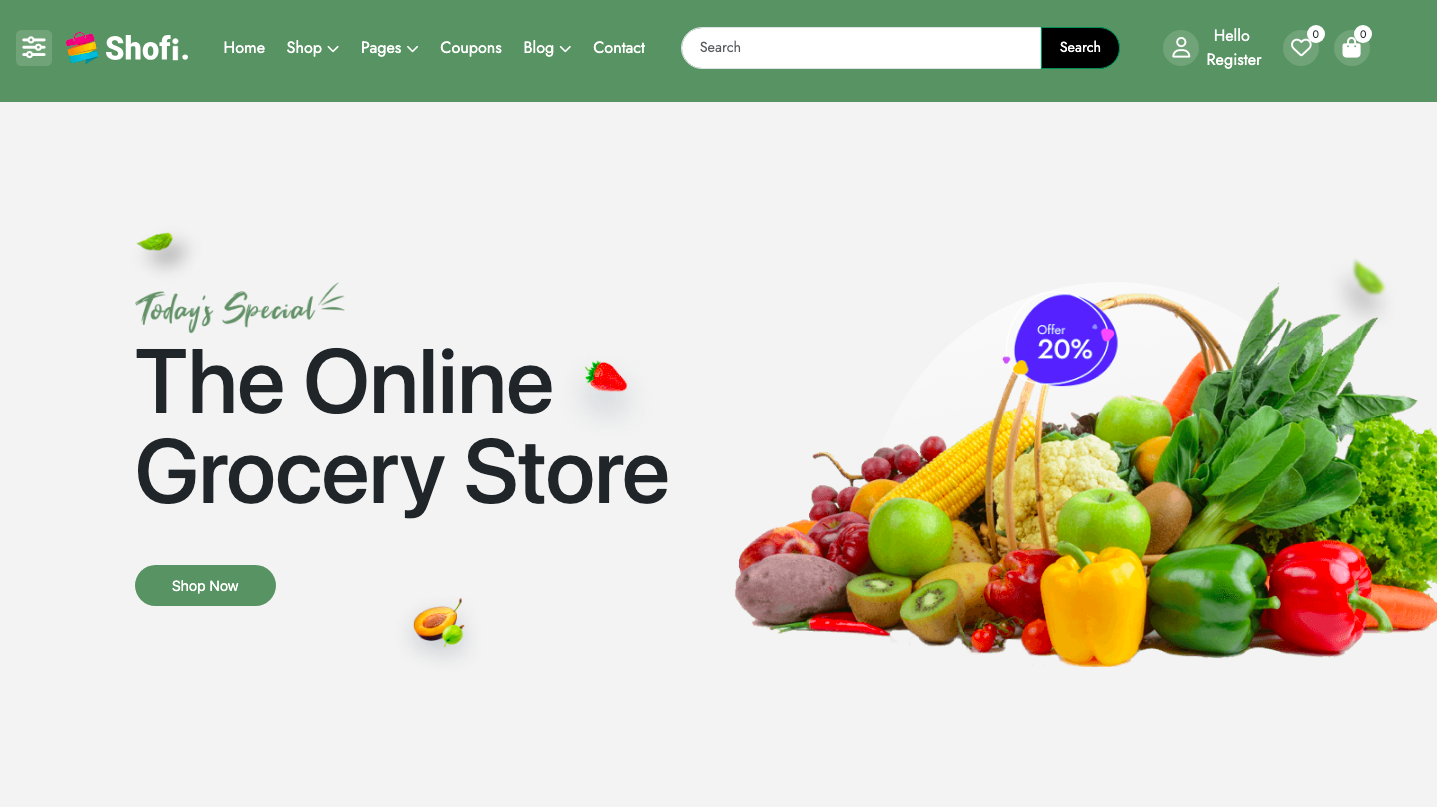 Shofi.
Home
Shop
Pages
Coupons
Blog
Contact
Search
Search
Hello
Register
0
0
Today's Special
The Online
Grocery Store
Shop Now
Offer
20%